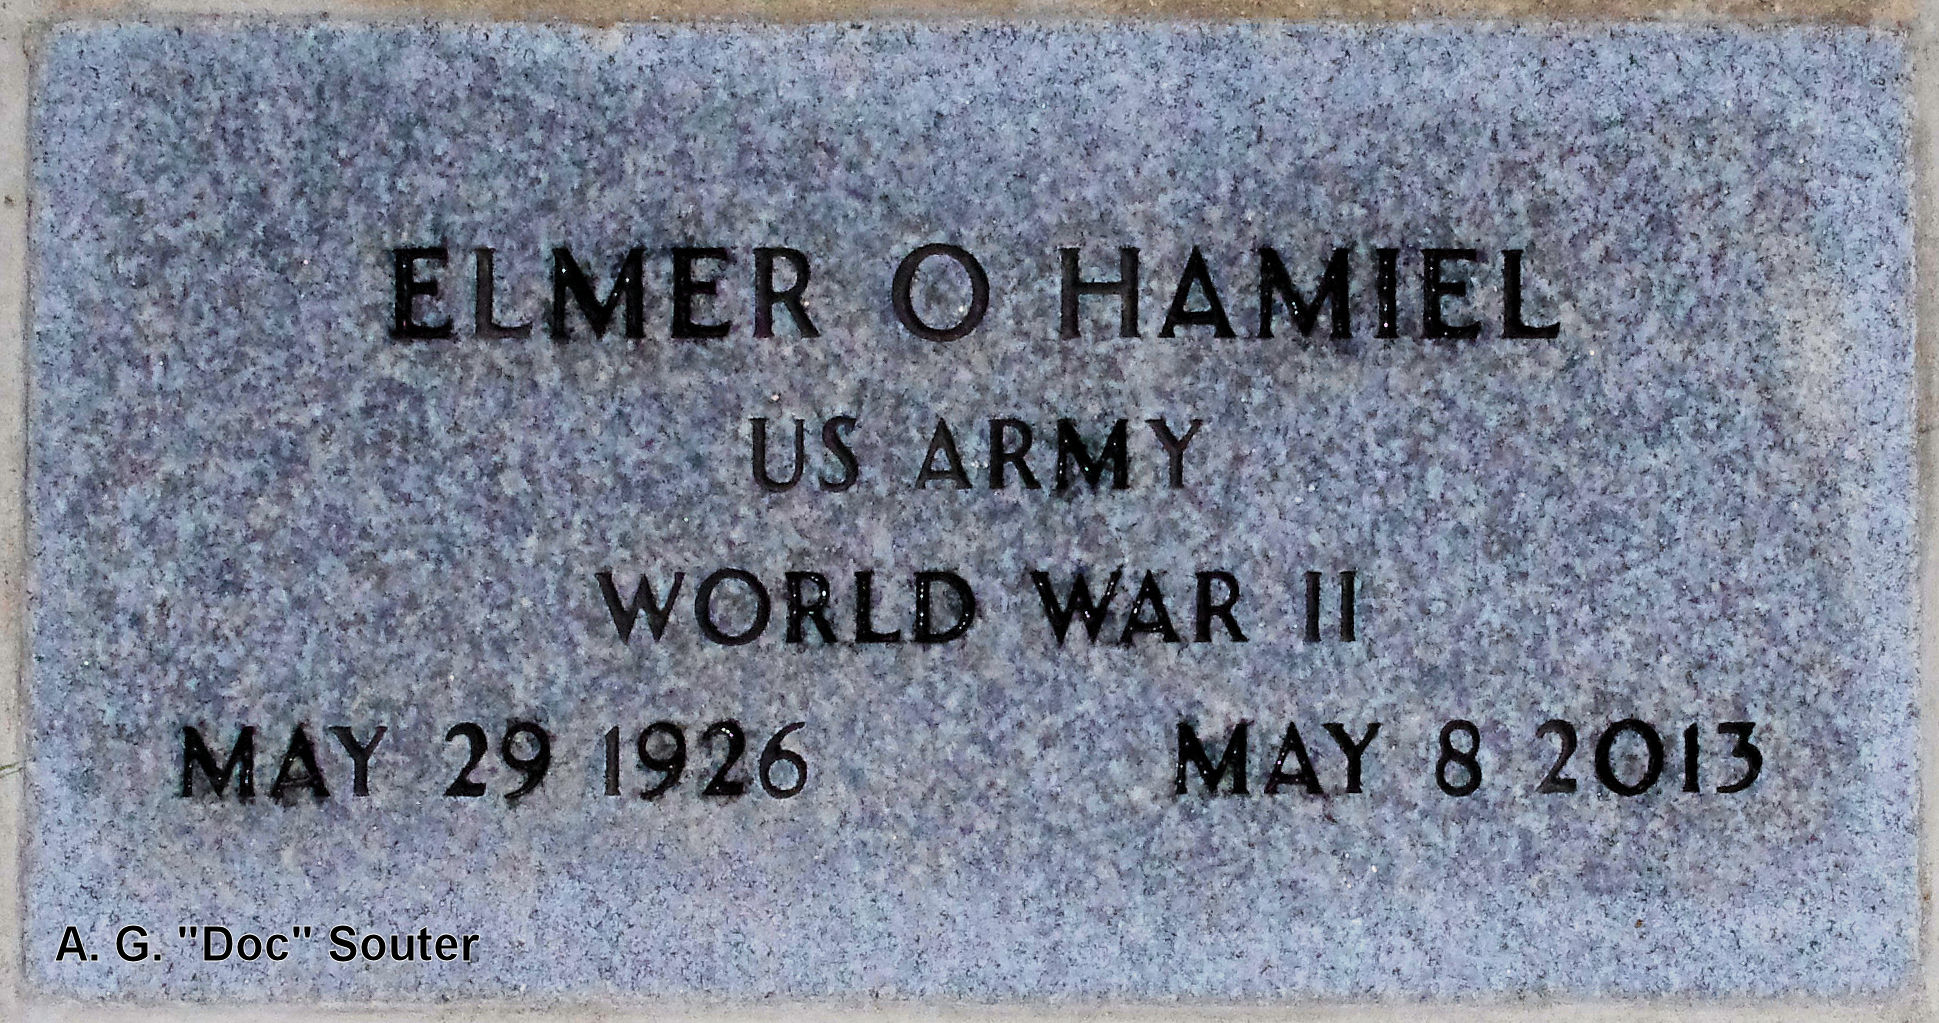 ELMER O HAMIEL
US ARMY
WORLD WAR II
MAY 29 1926 MAY 8 2013
A. G. "Doc" Souter